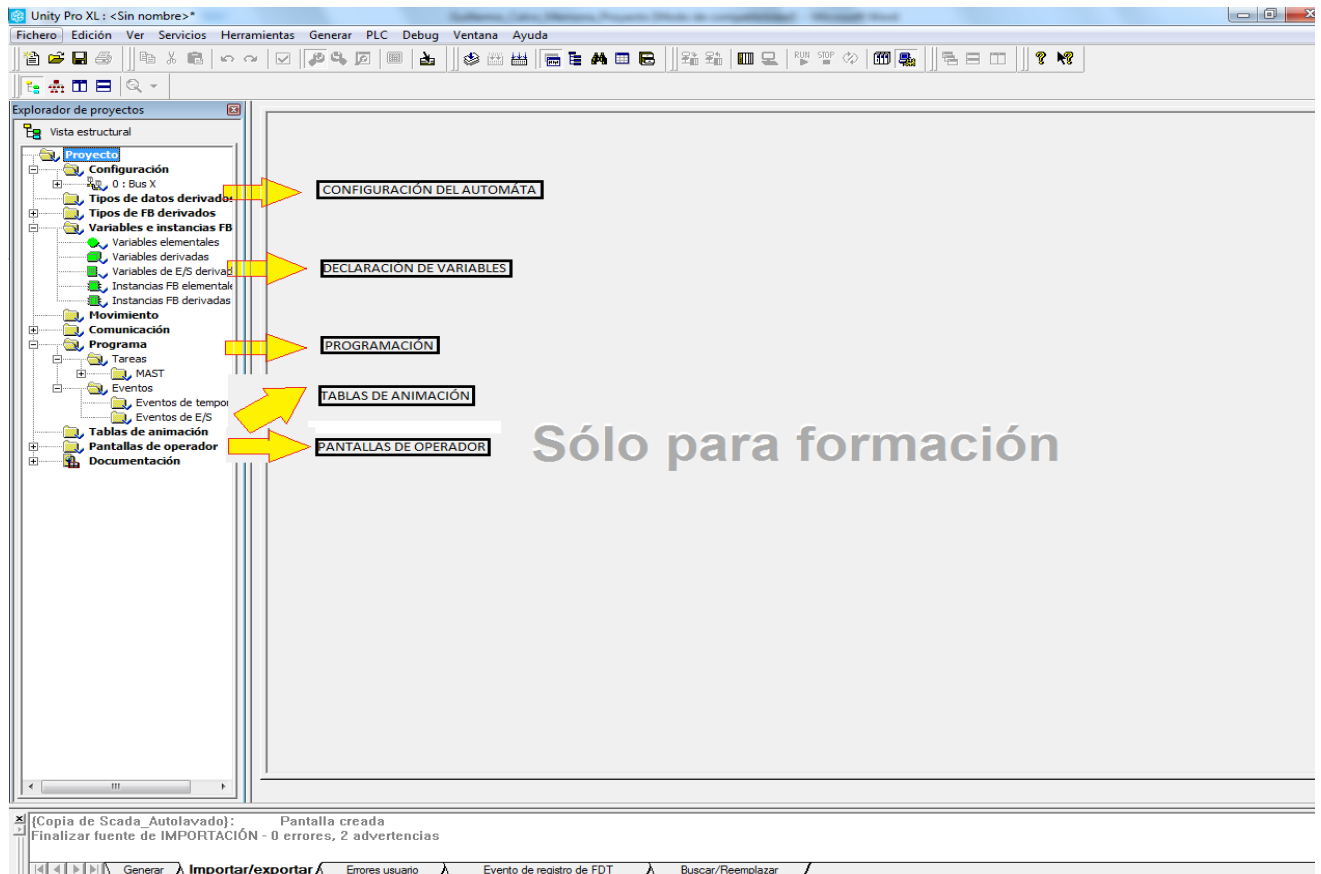 Unity Pro XL : <Sin nombre>*
Fichero Edición Ver Servicios Herramientas Generar PLC Debug Ventana Ayuda
RUN STOP
Explorador de proyectos
Vista estructural
Proyecto
Configuración
0 : Bus X
Tipos de datos derivados
Tipos de FB derivados
Variables e instancias FB
Variables elementales
Variables derivadas
Variables de E/S derivad
Instancias FB elementale
Instancias FB derivadas
Movimiento
Comunicación
Programa
Tareas
MAST
Eventos
Eventos de tempor
Eventos de E/S
Tablas de animación
Pantallas de operador
Documentación
CONFIGURACIÓN DEL AUTOMÁTA
DECLARACIÓN DE VARIABLES
PROGRAMACIÓN
TABLAS DE ANIMACIÓN
PANTALLAS DE OPERADOR
Sólo para formación
{Copia de Scada_Autolavado}: Pantalla creada
Finalizar fuente de IMPORTACIÓN - 0 errores, 2 advertencias
Generar Importar/exportar Errores usuario Evento de registro de FDT Buscar/Reemplazar